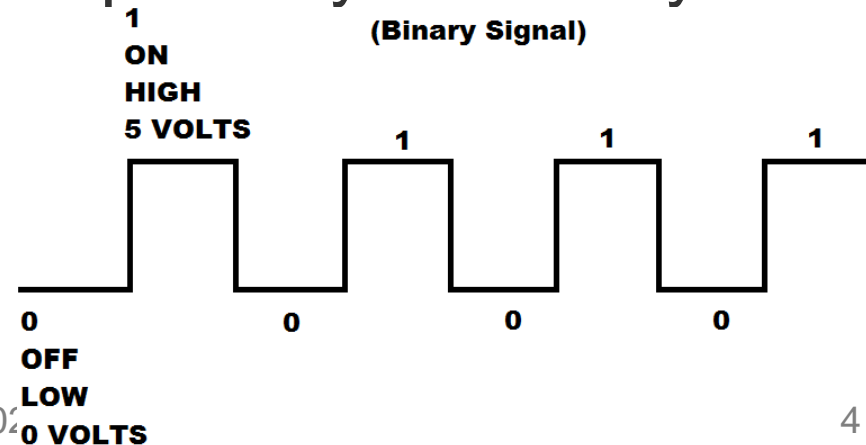 1
ON
HIGH
5 VOLTS
(Binary Signal)
1
1
1
0
OFF
LOW
0 VOLTS
0
0
0
4